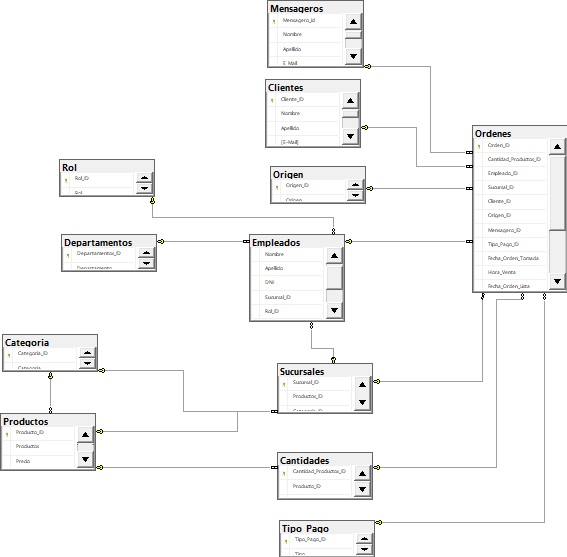 Mensageros
Mensagero_id
Nombre
Apellido
E_Mail
Clientes
Cliente_ID
Nombre
Apellido
[E-Mail]
Ordenes
Orden_ID
Cantidad_Productos_ID
Empleado_ID
Sucursal_ID
Cliente_ID
Origen_ID
Mensagero_ID
Tipo_Pago_ID
Fecha_Orden_Tomada
Hora_Venta
Fecha_Orden_Lista
Rol
Rol_ID
Rol
Origen
Origen_ID
Origen
Departamentos
Departamentos_ID
Departamento
Empleados
Nombre
Apellido
DNI
Sucursal_ID
Rol_ID
Categoria
Categoria_ID
Categoria
Sucursales
Sucursal_ID
Productos_ID
Categoria_ID
Productos
Producto_ID
Productos
Precio
Cantidades
Cantidad_Productos_ID
Producto_ID
Tipo_Pago
Tipo_Pago_ID
Tipo